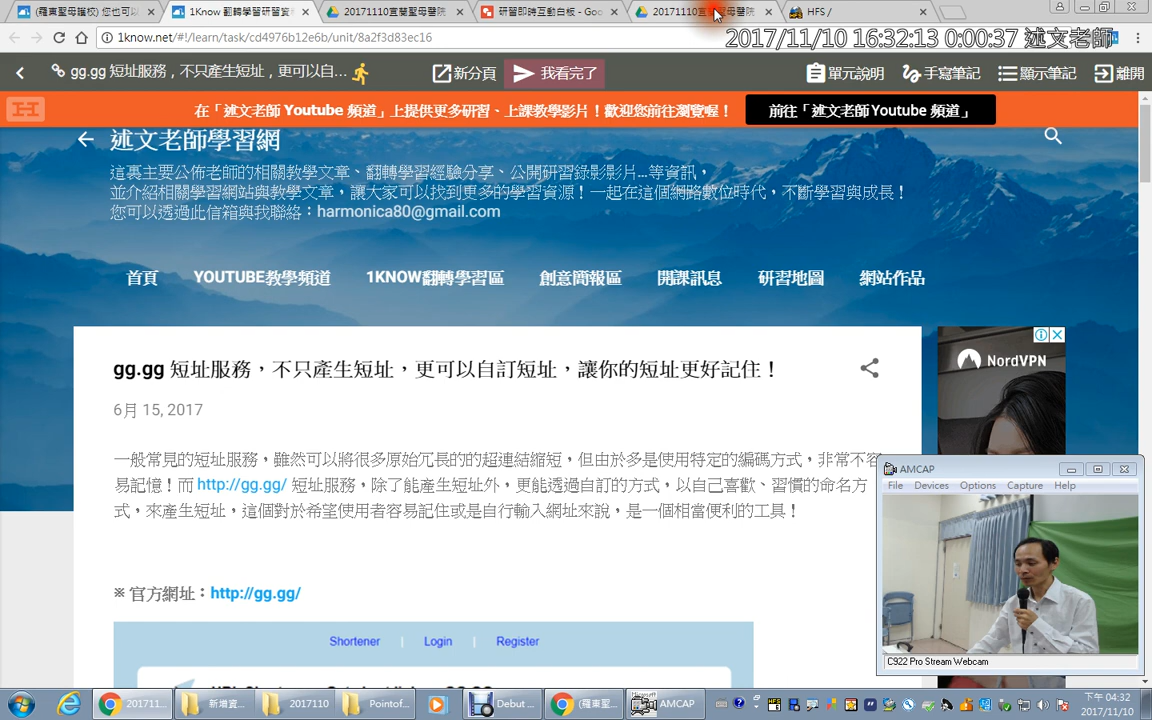 (羅東聖母護校) 您也可以
1Know 翻轉學習研習資料
20171110宜蘭聖母醫院
研習即時互動白板 - Goo
20171110宜蘭聖母醫院
HFS /
1know.net/#!/learn/task/cd4976b12e6b/unit/8a2f3d83ec16
2017/11/10 16:32:13 0:00:37 述文老師
gg.gg 短址服務，不只產生短址，更可以自...
新分頁
我看完了
單元說明
手寫筆記
顯示筆記
離開
在「述文老師 Youtube 頻道」上提供更多研習、上課教學影片！歡迎您前往瀏覽喔！
前往「述文老師Youtube 頻道」
述文老師學習網
這裏主要公佈老師的相關教學文章、翻轉學習經驗分享、公開研習錄影影片...等資訊，
並介紹相關學習網站與教學文章，讓大家可以找到更多的學習資源！一起在這個網路數位時代，不斷學習與成長！
您可以透過此信箱與我聯絡：harmonica80@gmail.com
首頁
YOUTUBE教學頻道
1KNOW翻轉學習區
創意簡報區
開課訊息
研習地圖
網站作品
gg.gg 短址服務，不只產生短址，更可以自訂短址，讓你的短址更好記住！
6月 15, 2017
NordVPN
一般常見的短址服務，雖然可以將很多原始冗長的的超連結縮短，但由於多是使用特定的編碼方式，非常不容
易記憶！而 http://gg.gg/ 短址服務，除了能產生短址外，更能透過自訂的方式，以自己喜歡、習慣的命名方
式，來產生短址，這個對於希望使用者容易記住或是自行輸入網址來說，是一個相當便利的工具！
※ 官方網址：http://gg.gg/
Shortener | Login | Register
AMCAP
File Devices Options Capture Help
C922 Pro Stream Webcam
201711...
新增資...
20171110
Pointof...
Debut ...
(羅東聖...
AMCAP
下午 04:32
2017/11/10